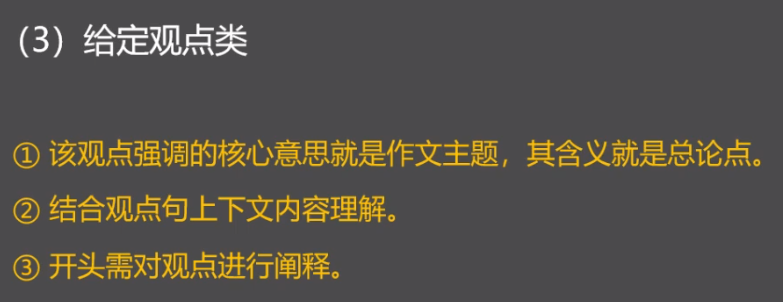 （3）给定观点类
① 该观点强调的核心意思就是作文主题，其含义就是总论点。
② 结合观点句上下文内容理解。
③ 开头需对观点进行阐释。